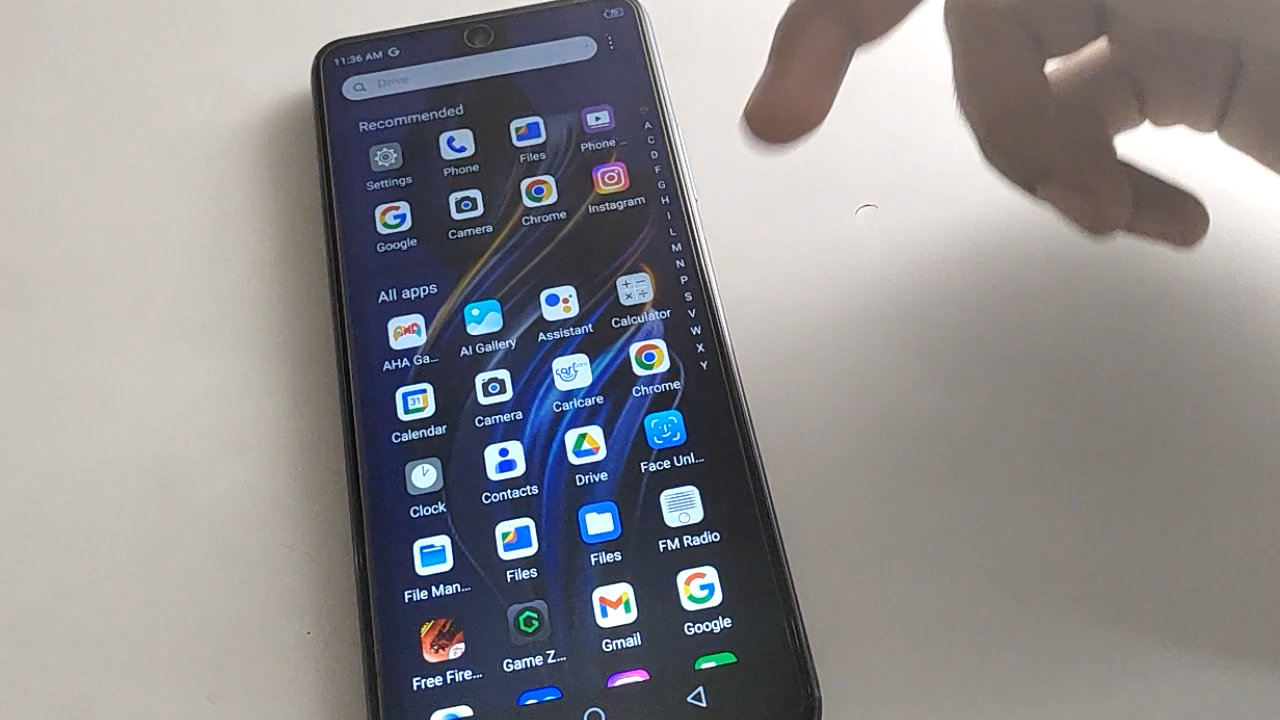 11:36 AM G
Drive
Recommended
Settings Phone Files Phone ...
Google Camera Chrome Instagram
All apps
AHA Ga... AI Gallery Assistant Calculator
31
Calendar Camera Carlcare Chrome
Clock Contacts Drive Face Unl...
File Man... Files Files FM Radio
Free Fire... Game Z... Gmail Google
A
C
D
F
G
H
I
L
M
N
P
S
V
W
X
Y